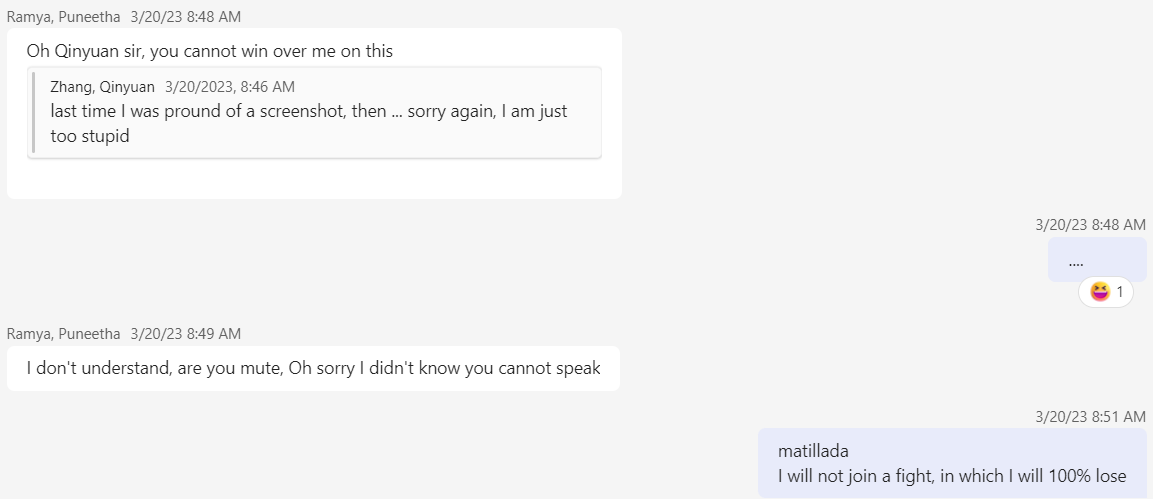 Ramya, Puneetha 3/20/23 8:48 AM
Oh Qinyuan sir, you cannot win over me on this
Zhang, Qinyuan 3/20/2023, 8:46 AM
last time I was pround of a screenshot, then ... sorry again, I am just
too stupid
3/20/23 8:48 AM
....
1
Ramya, Puneetha 3/20/23 8:49 AM
I don't understand, are you mute, Oh sorry I didn't know you cannot speak
3/20/23 8:51 AM
matillada
I will not join a fight, in which I will 100% lose